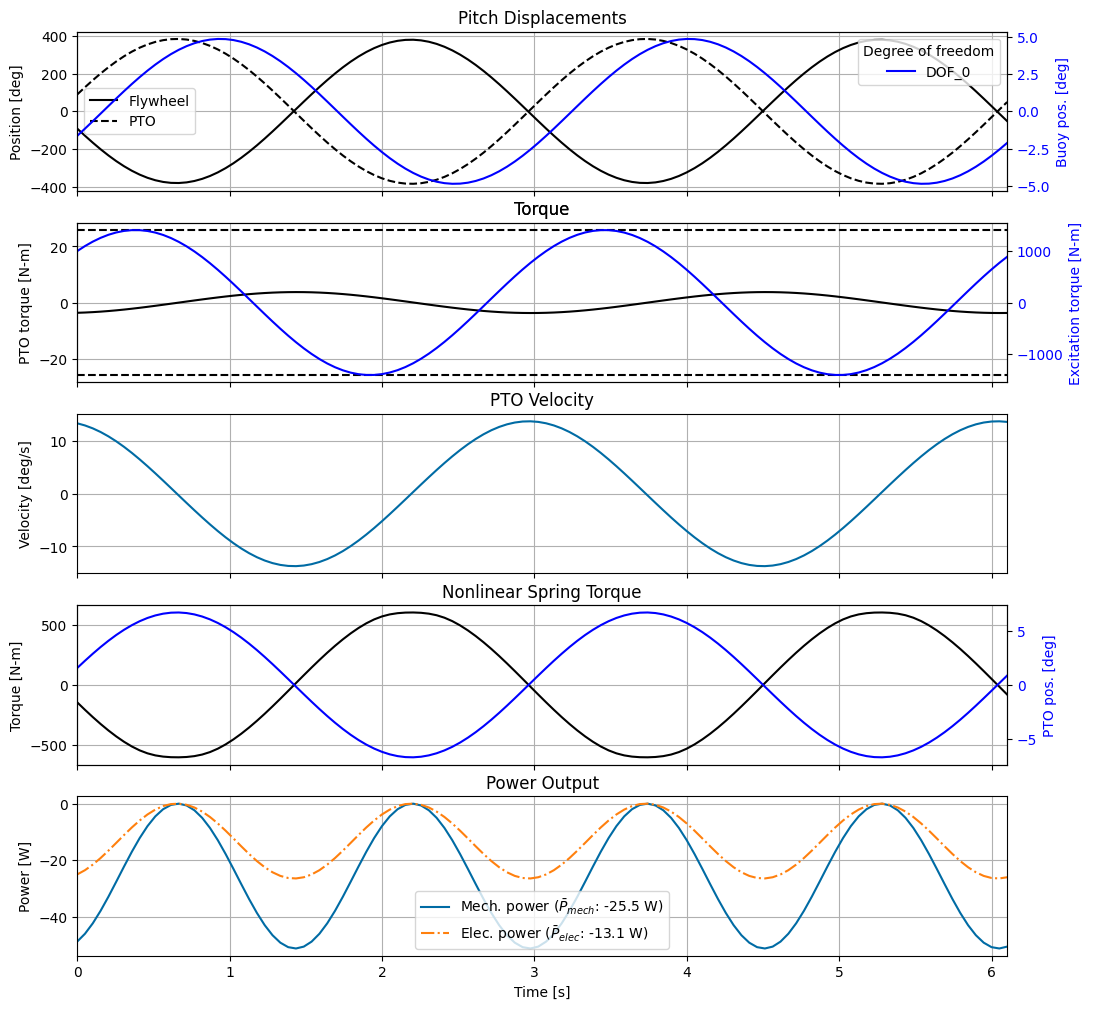 Pitch Displacements
400
200
0
−200
−400
Position [deg]
Flywheel
PTO
Degree of freedom
DOF_0
5.0
2.5
0.0
−2.5
−5.0
Buoy pos. [deg]
Torque
20
0
−20
PTO torque [N-m]
1000
0
−1000
Excitation torque [N-m]
PTO Velocity
10
0
−10
Velocity [deg/s]
Nonlinear Spring Torque
500
0
−500
Torque [N-m]
5
0
−5
PTO pos. [deg]
Power Output
0
−20
−40
Power [W]
Mech. power (P̄mech: -25.5 W)
Elec. power (P̄elec: -13.1 W)
0 1 2 3 4 5 6
Time [s]